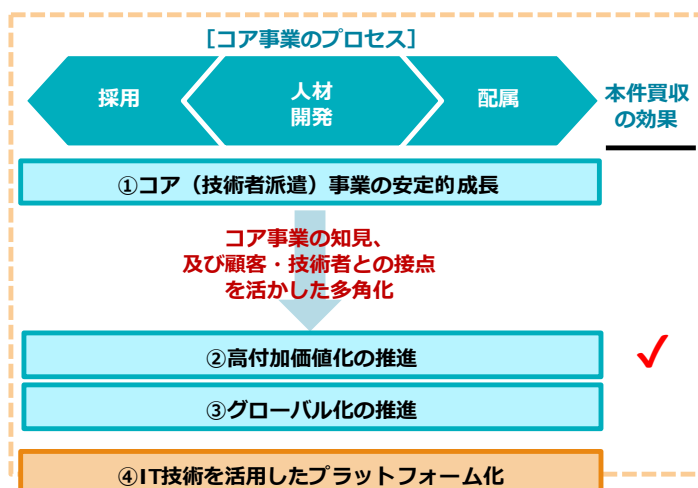 ［コア事業のプロセス］
採用
人材
開発
配属
本件買収
の効果
①コア（技術者派遣）事業の安定的成長
コア事業の知見、
及び顧客・技術者との接点
を活かした多角化
②高付加価値化の推進
③グローバル化の推進
④IT技術を活用したプラットフォーム化